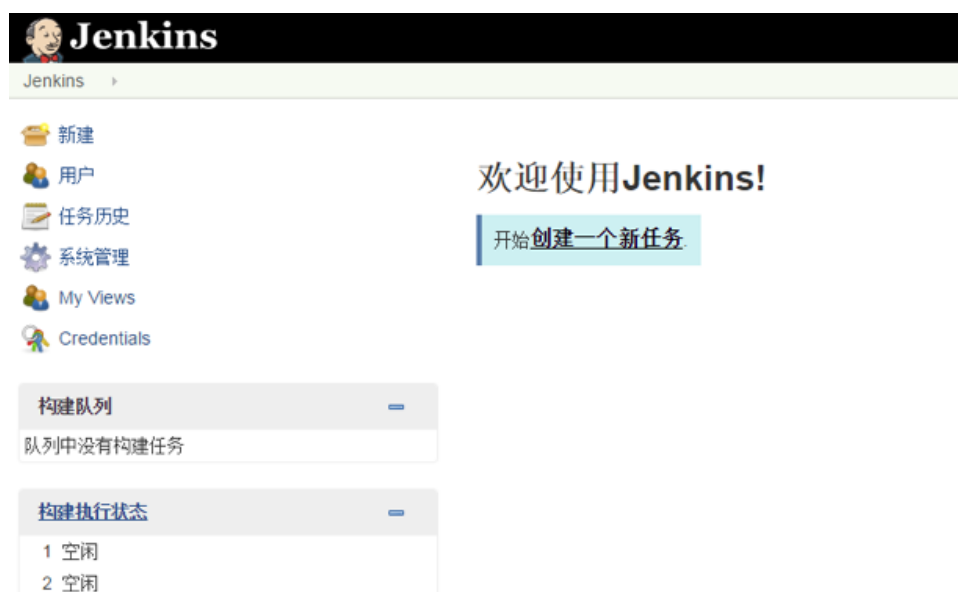 Jenkins
Jenkins
新建
用户
任务历史
系统管理
My Views
Credentials
欢迎使用Jenkins!
开始创建一个新任务.
构建队列
队列中没有构建任务
构建执行状态
1 空闲
2 空闲